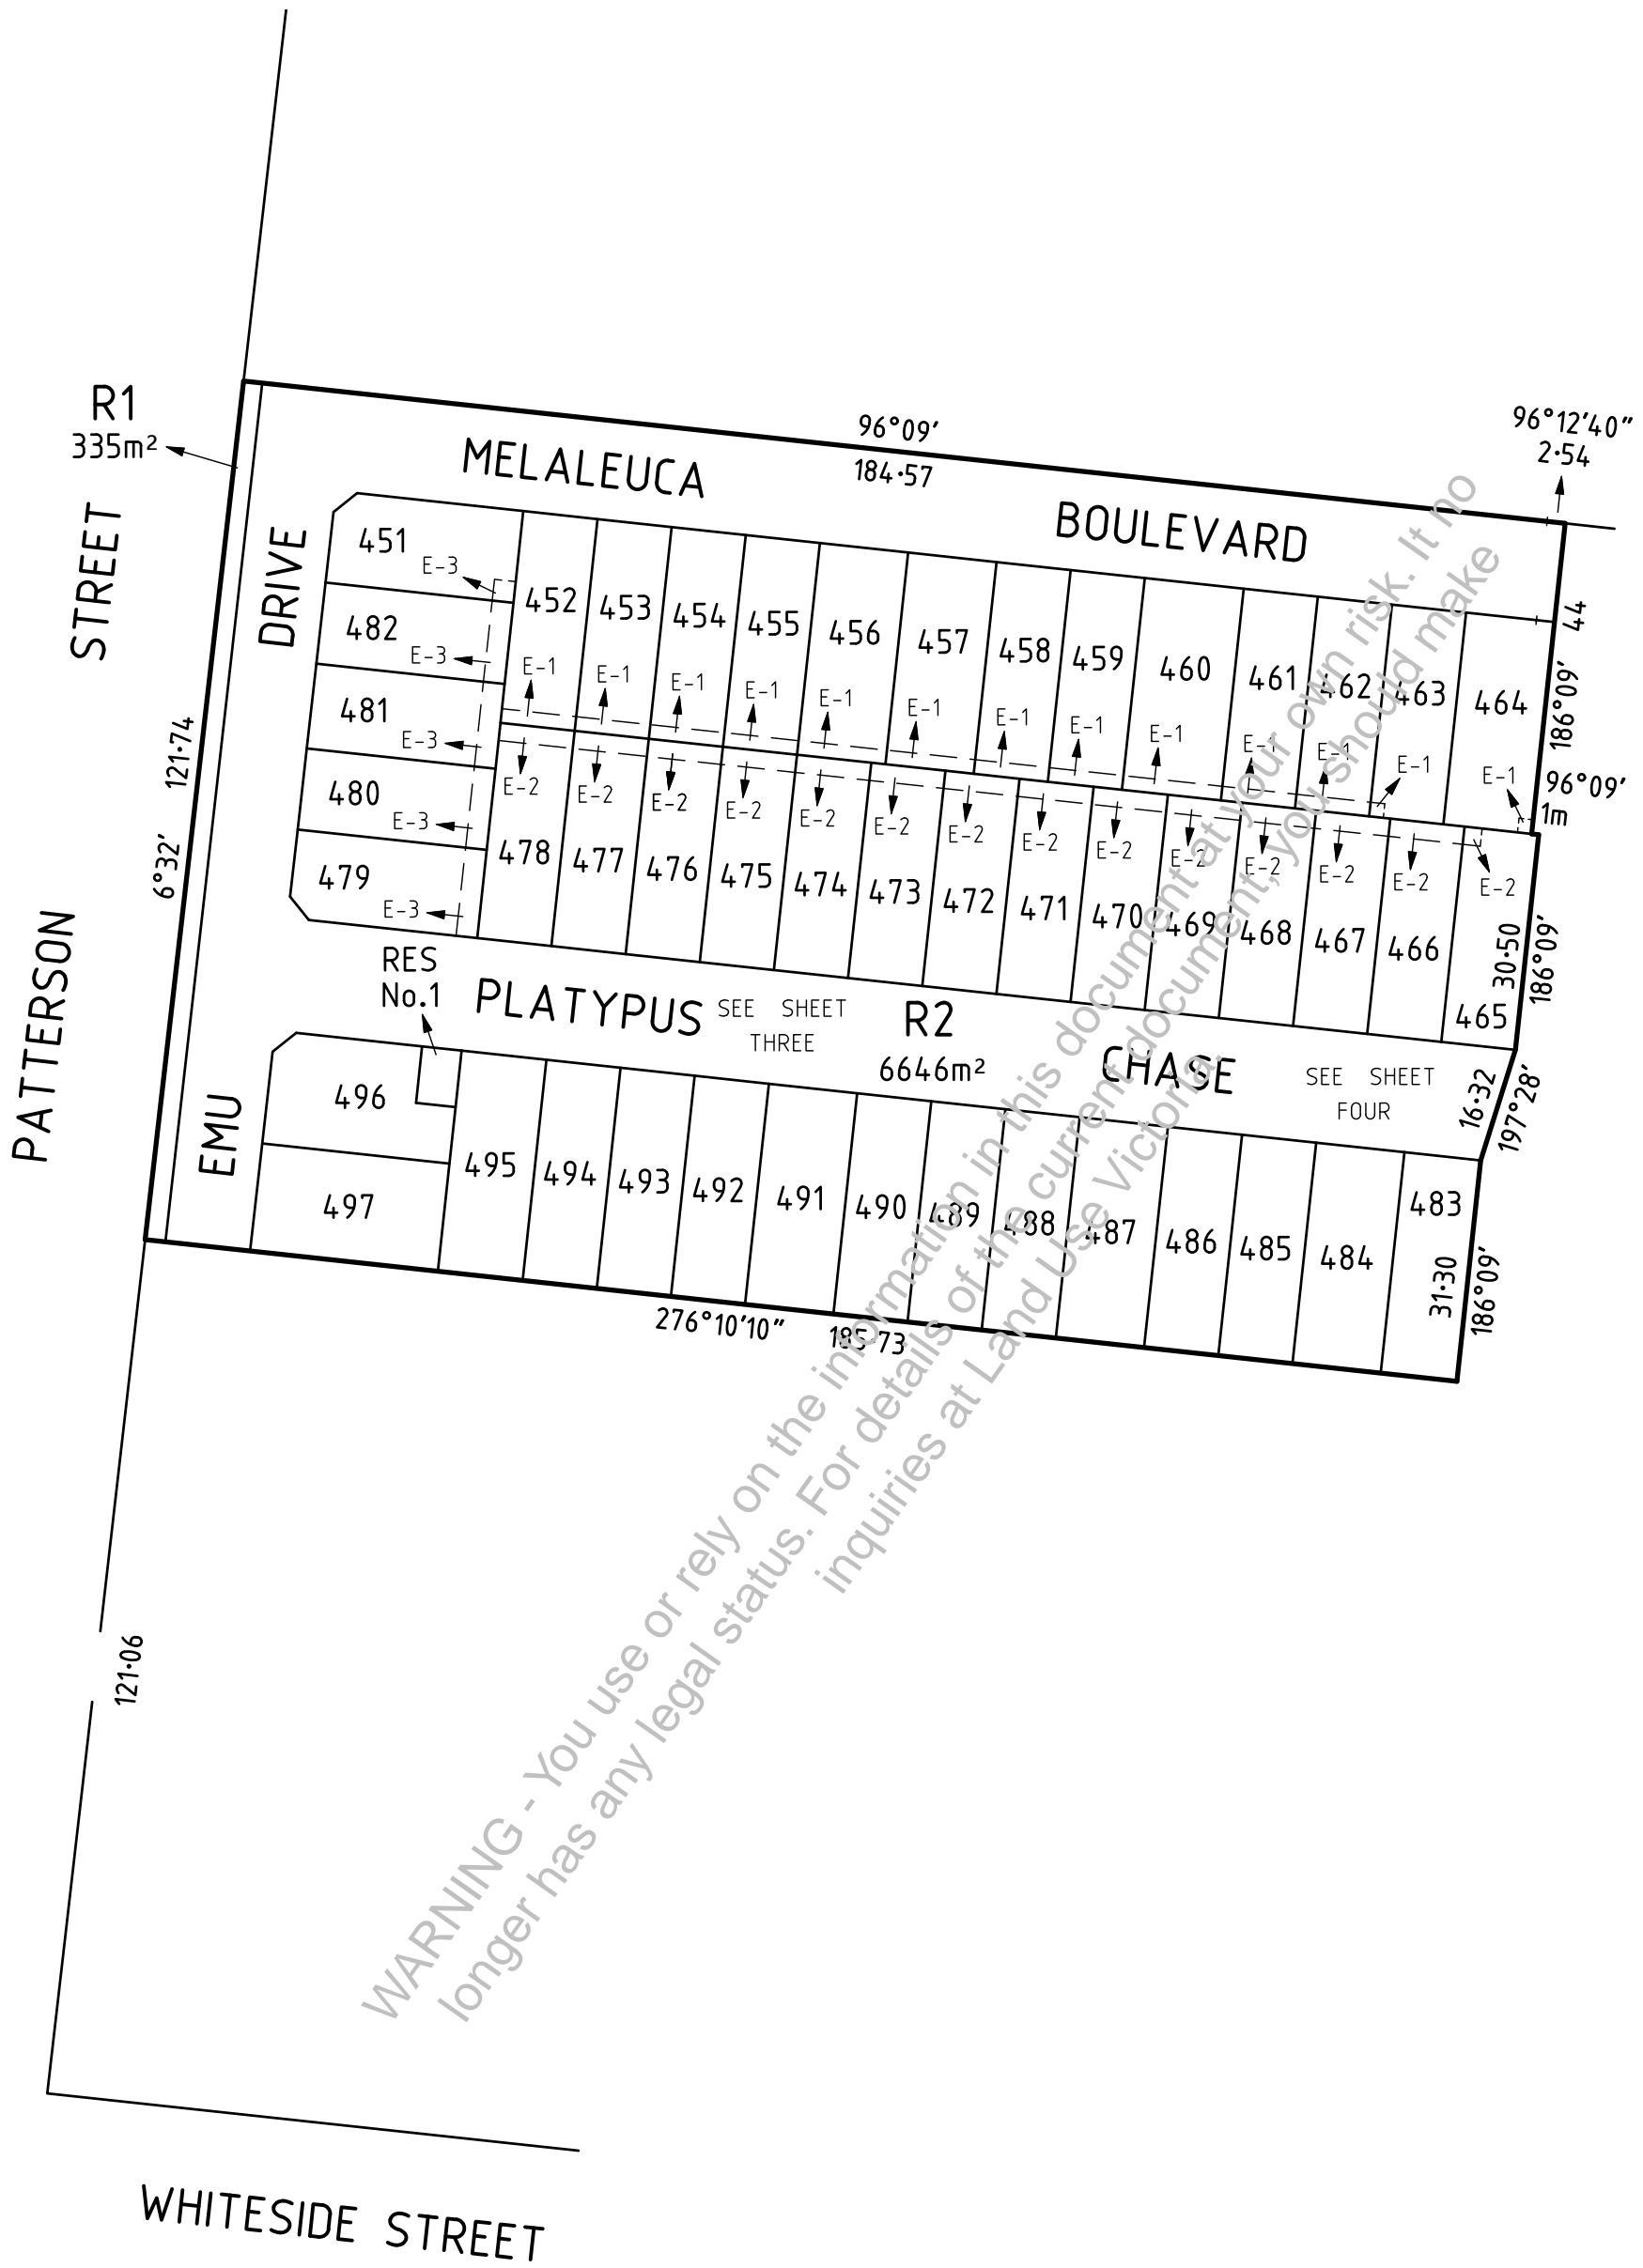 R1
335m²
96°09'
184·57
96°12'40"
2·54
MELALEUCA
BOULEVARD
PATTERSON STREET
EMU DRIVE
6°32' 121·74
44
186°09'
96°09'
1m
451
E-3
482
E-3
481
E-3
480
E-3
479
E-3
452
453
454
455
456
457
458
459
460
461
462
463
464
E-1
E-1
E-1
E-1
E-1
E-1
E-1
E-1
E-1
E-1
E-1
E-1
E-1
E-2
E-2
E-2
E-2
E-2
E-2
E-2
E-2
E-2
E-2
E-2
E-2
E-2
E-2
478
477
476
475
474
473
472
471
470
469
468
467
466
465
30·50
186°09'
RES
No.1
PLATYPUS
SEE SHEET
THREE
R2
6646m²
CHASE
SEE SHEET
FOUR
16·32
197°28'
496
497
495
494
493
492
491
490
489
488
487
486
485
484
483
31·30
186°09'
276°10'10"
185·73
121·06
WHITESIDE STREET
WARNING - You use or rely on the information in this document at your own risk. It no
longer has any legal status. For details of the current document, you should make
inquiries at Land Use Victoria.